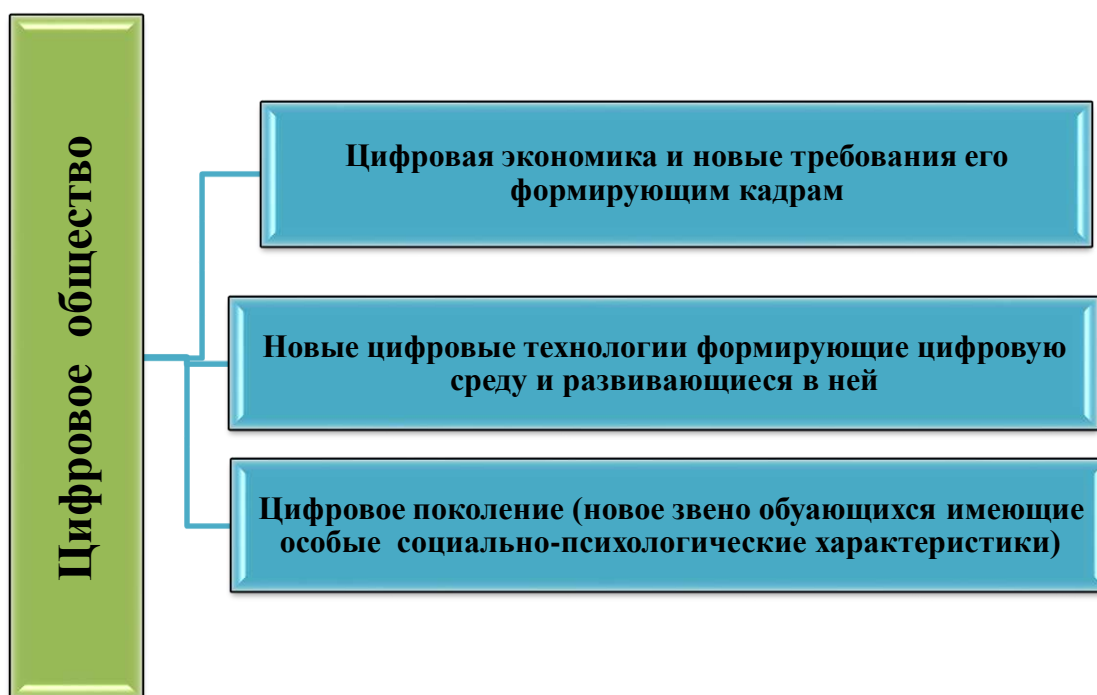 Цифровое общество
Цифровая экономика и новые требования его
формирующим кадрам
Новые цифровые технологии формирующие цифровую
среду и развивающиеся в ней
Цифровое поколение (новое звено обуающихся имеющие
особые социально-психологические характеристики)